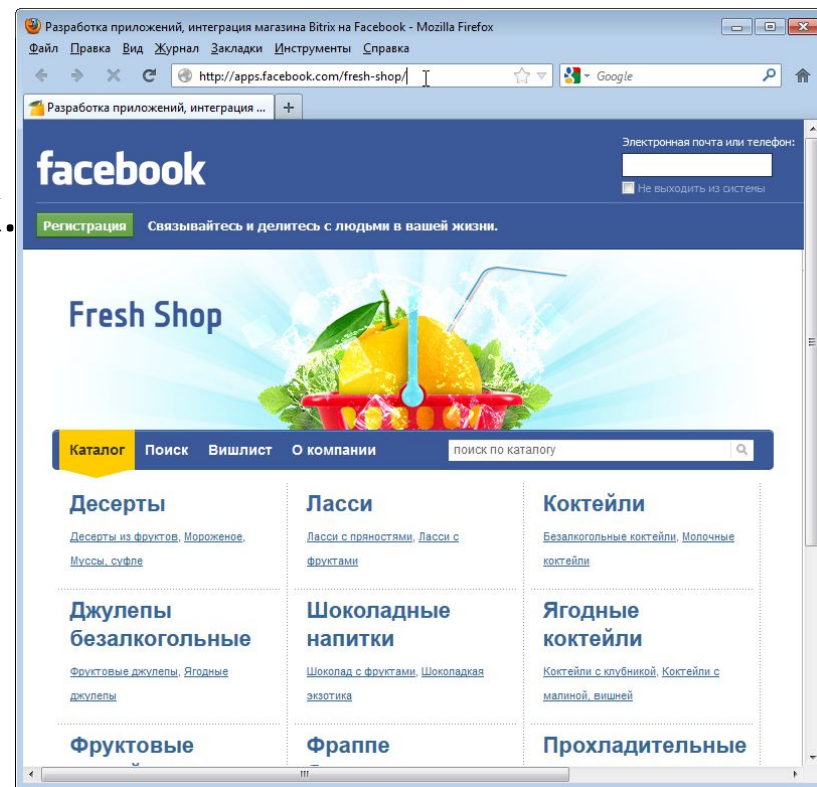 Разработка приложений, интеграция магазина Bitrix на Facebook - Mozilla Firefox
Файл Правка Вид Журнал Закладки Инструменты Справка
http://apps.facebook.com/fresh-shop/ Google
Разработка приложений, интеграция ... +
Электронная почта или телефон:
facebook
Не выходить из системы
Регистрация Связывайтесь и делитесь с людьми в вашей жизни.
Fresh Shop
Каталог Поиск Вишлист О компании поиск по каталогу
Десерты Ласси Коктейли
Десерты из фруктов, Мороженое, Ласси с пряностями, Ласси с Безалкогольные коктейли, Молочные
Муссы, суфле фруктами коктейли
Джулепы Шоколадные Ягодные
безалкогольные напитки коктейли
Фруктовые джулепы, Ягодные Шоколад с фруктами, Шоколадкая Коктейли с клубникой, Коктейли с
джулепы экзотика малиной, вишней
Фруктовые Фраппе Прохладительные